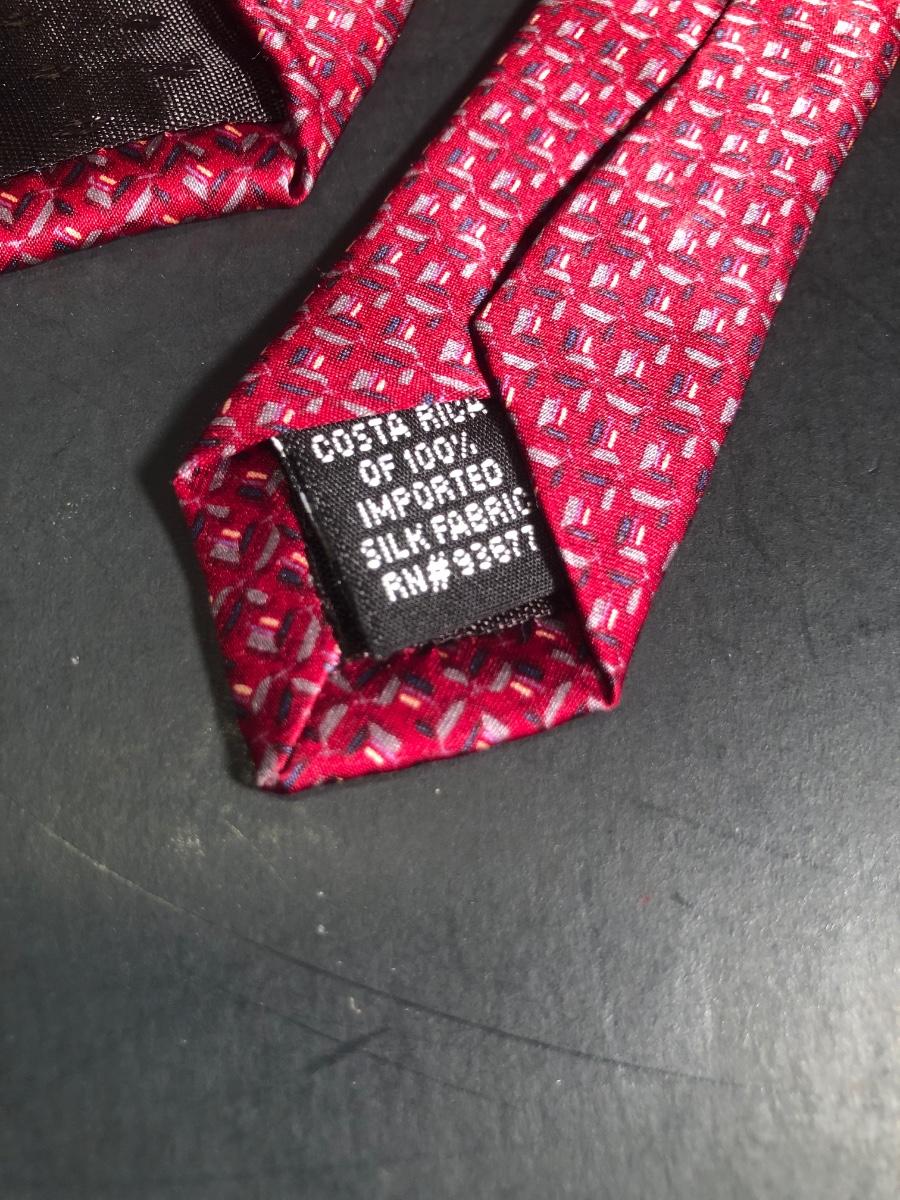 COSTA RICA
OF 100%
IMPORTED
SILK FABRIC
RN#93677